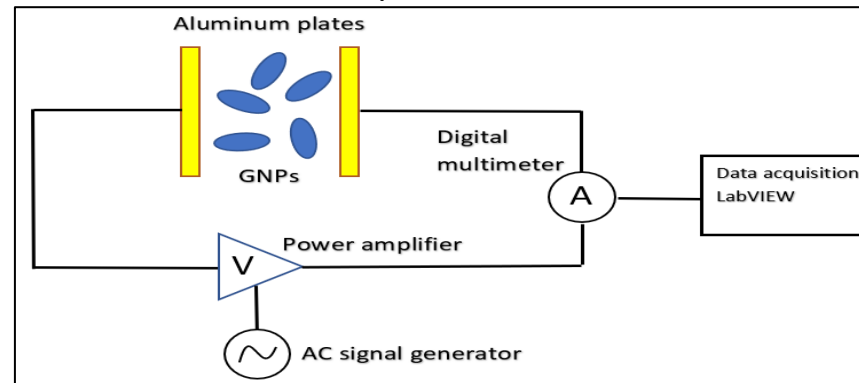 Aluminum plates
GNPs
Digital
multimeter
A
Data acquisition
LabVIEW
Power amplifier
V
AC signal generator